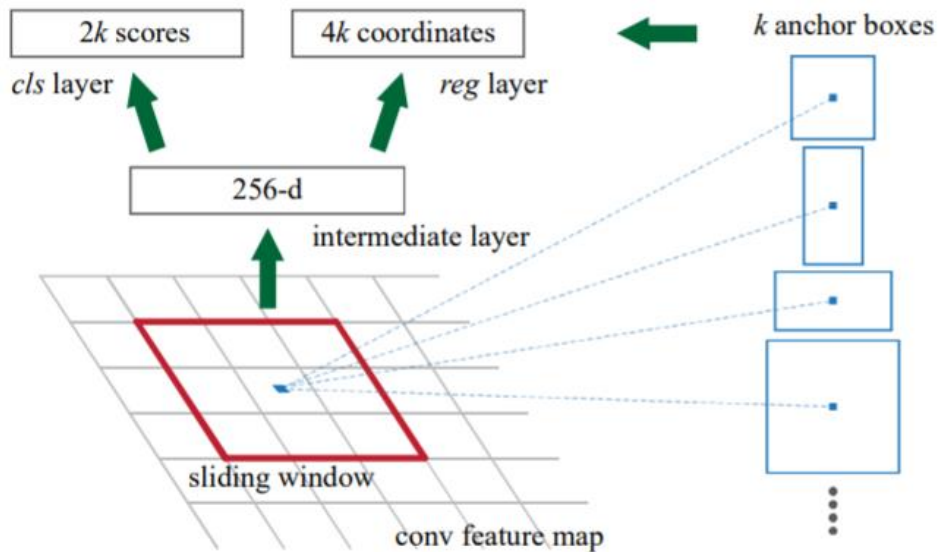 2k scores
4k coordinates
k anchor boxes
cls layer
reg layer
256-d
intermediate layer
sliding window
conv feature map